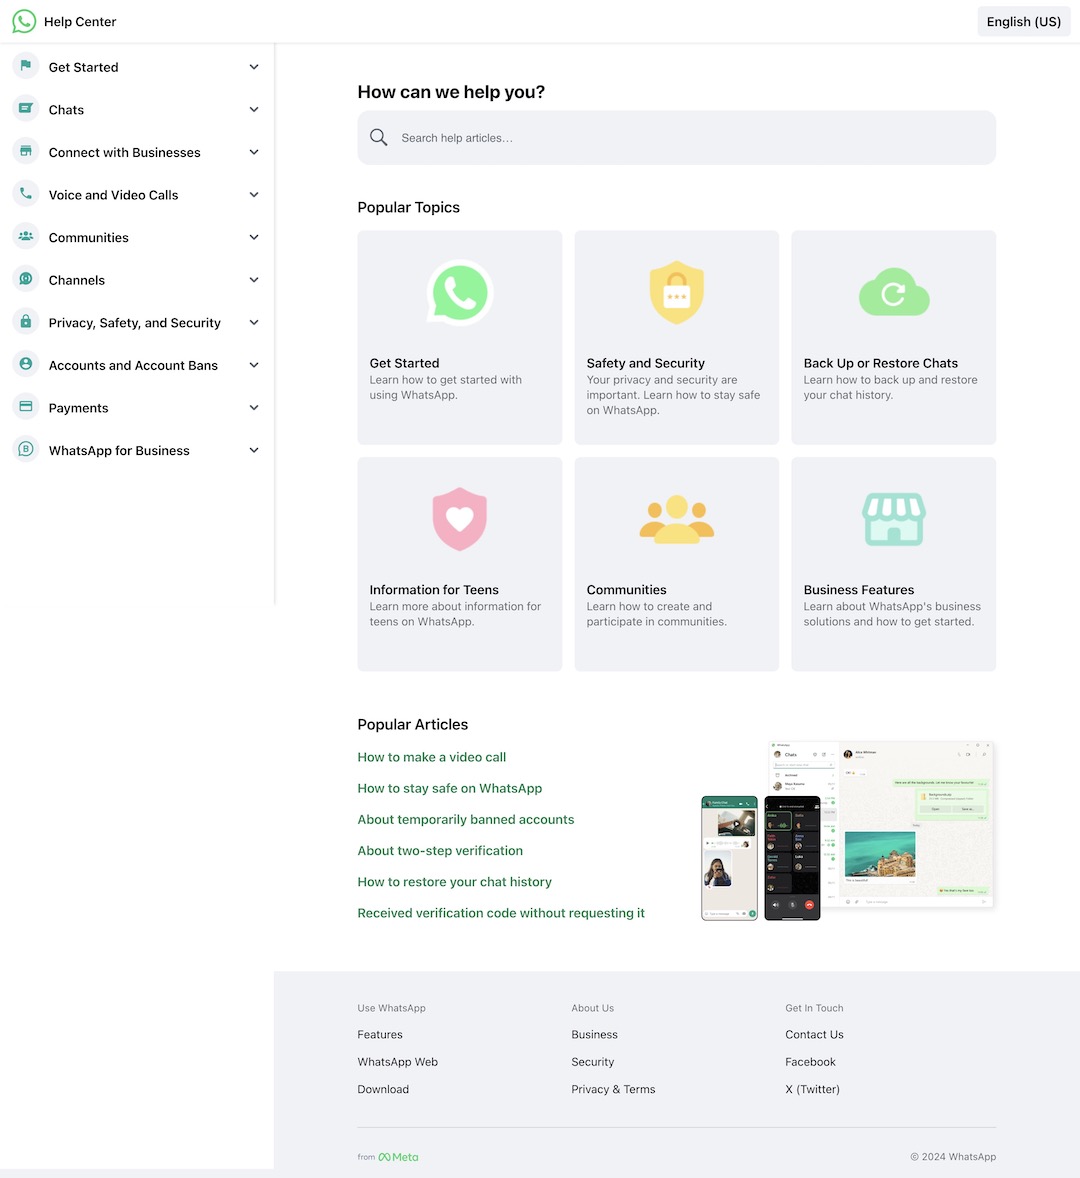 Help Center
English (US)
Get Started
Chats
Connect with Businesses
Voice and Video Calls
Communities
Channels
Privacy, Safety, and Security
Accounts and Account Bans
Payments
WhatsApp for Business
How can we help you?
Search help articles...
Popular Topics
Get Started
Learn how to get started with
using WhatsApp.
Safety and Security
Your privacy and security are
important. Learn how to stay safe
on WhatsApp.
Back Up or Restore Chats
Learn how to back up and restore
your chat history.
Information for Teens
Learn more about information for
teens on WhatsApp.
Communities
Learn how to create and
participate in communities.
Business Features
Learn about WhatsApp's business
solutions and how to get started.
Popular Articles
How to make a video call
How to stay safe on WhatsApp
About temporarily banned accounts
About two-step verification
How to restore your chat history
Received verification code without requesting it
Chats
Use WhatsApp
Features
WhatsApp Web
Download
About Us
Business
Security
Privacy & Terms
Get In Touch
Contact Us
Facebook
X (Twitter)
from Meta
© 2024 WhatsApp